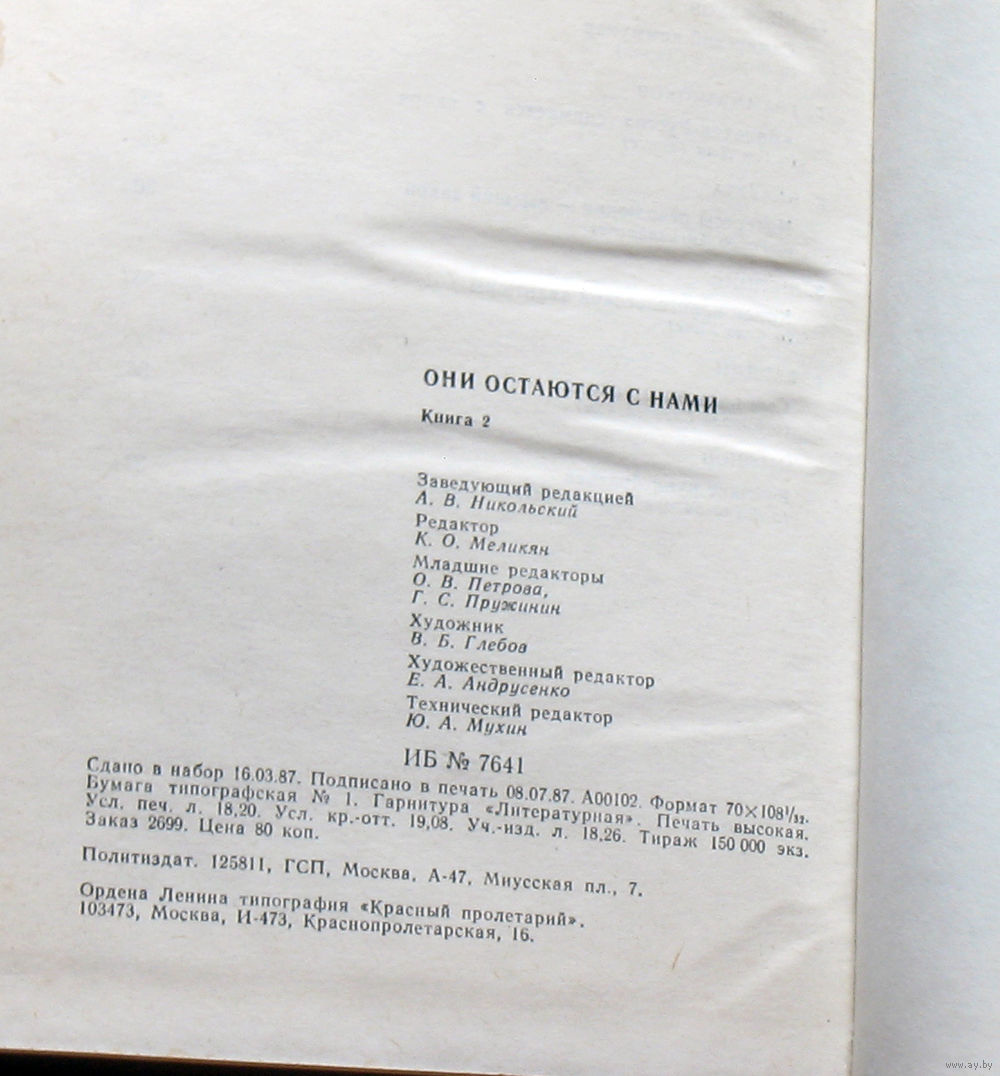 ОНИ ОСТАЮТСЯ С НАМИ
Книга 2
Заведующий редакцией
А. В. Никольский
Редактор
К. О. Меликян
Младшие редакторы
О. В. Петрова,
Г. С. Пружинин
Художник
В. Б. Глебов
Художественный редактор
Е. А. Андрусенко
Технический редактор
Ю. А. Мухин
ИБ № 7641
Сдано в набор 16.03.87. Подписано в печать 08.07.87. А00102. Формат 70×108¹/₃₂.
Бумага типографская № 1. Гарнитура «Литературная». Печать высокая.
Усл. печ. л. 18,20. Усл. кр.-отт. 19,08. Уч.-изд. л. 18,26. Тираж 150 000 экз.
Заказ 2699. Цена 80 коп.
Политиздат. 125811, ГСП, Москва, А-47, Миусская пл., 7.
Ордена Ленина типография «Красный пролетарий».
103473, Москва, И-473, Краснопролетарская, 16.
www.ay.by